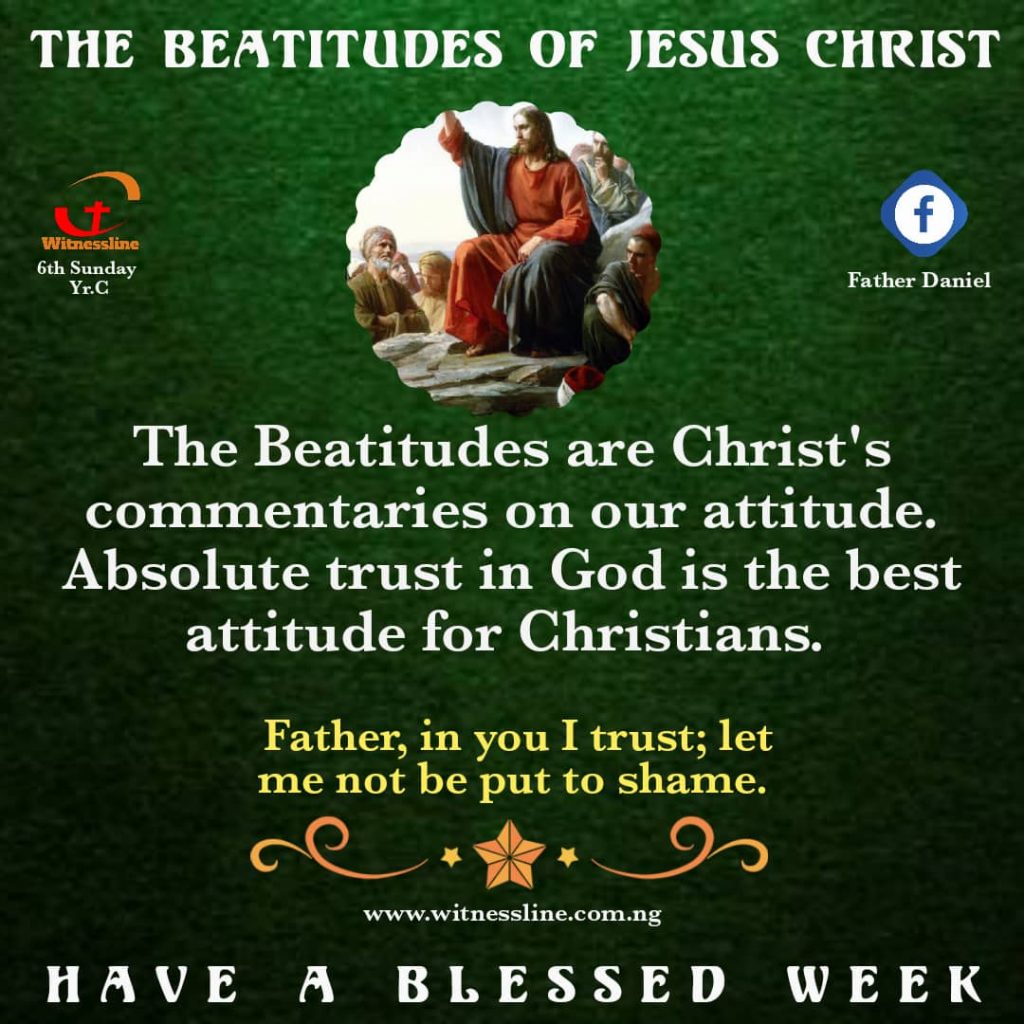 THE BEATITUDES OF JESUS CHRIST
Witnessline
6th Sunday
Yr.C
f
Father Daniel
The Beatitudes are Christ's
commentaries on our attitude.
Absolute trust in God is the best
attitude for Christians.
Father, in you I trust; let
me not be put to shame.
www.witnessline.com.ng
HAVE A BLESSED WEEK